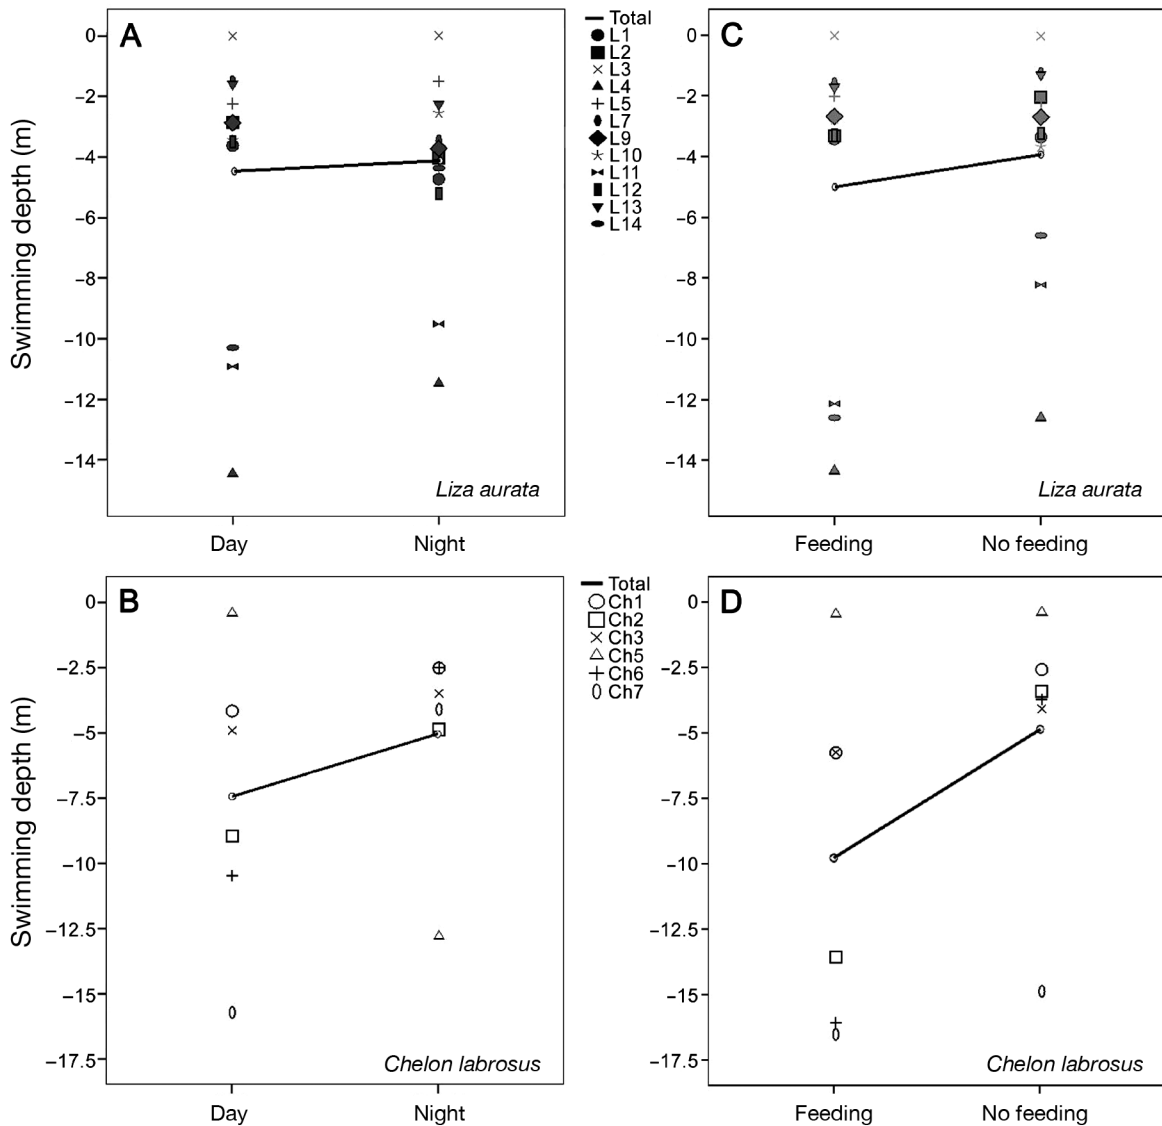 A
Swimming depth (m)
0
−2
−4
−6
−8
−10
−12
−14
Liza aurata
Day
Night
Total
L1
L2
L3
L4
L5
L7
L9
L10
L11
L12
L13
L14
C
0
−2
−4
−6
−8
−10
−12
−14
Liza aurata
Feeding
No feeding
B
Swimming depth (m)
0
−2.5
−5
−7.5
−10
−12.5
−15
−17.5
Chelon labrosus
Day
Night
Total
Ch1
Ch2
Ch3
Ch5
Ch6
Ch7
D
0
−2.5
−5
−7.5
−10
−12.5
−15
−17.5
Chelon labrosus
Feeding
No feeding